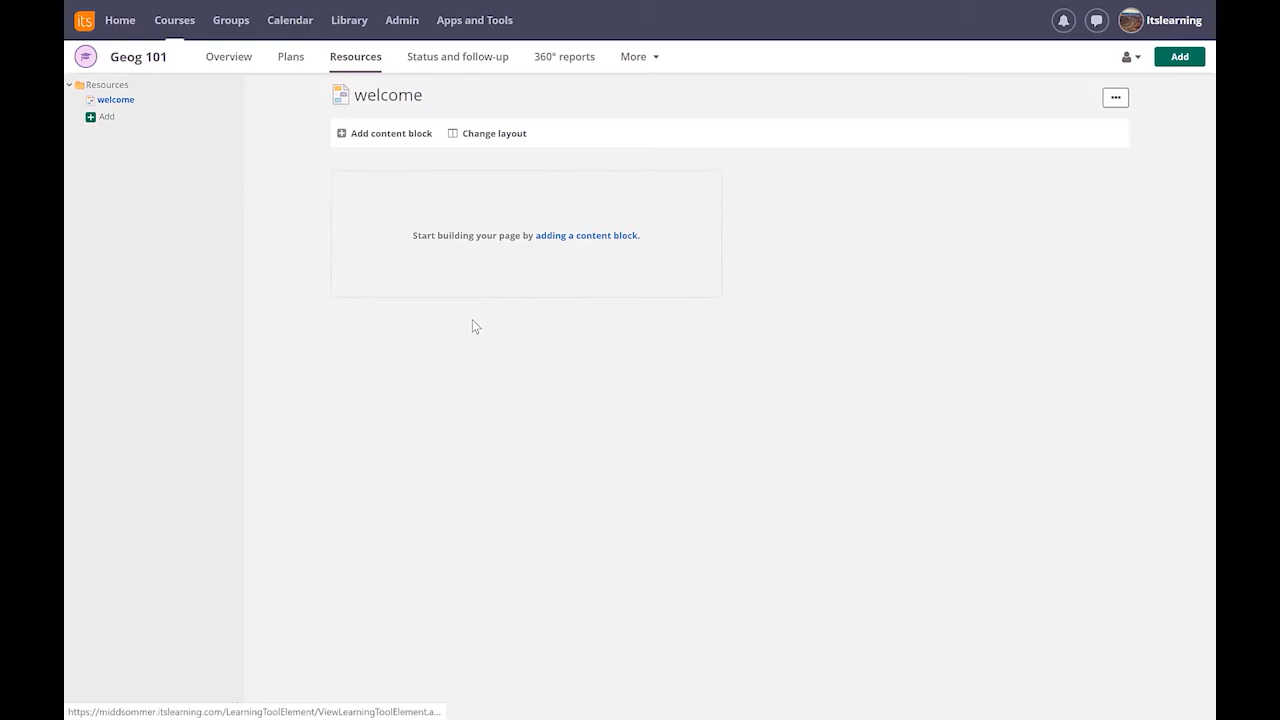 its Home Courses Groups Calendar Library Admin Apps and Tools Itslearning
Geog 101 Overview Plans Resources Status and follow-up 360° reports More Add
Resources
welcome
Add
welcome
...
Add content block Change layout
Start building your page by adding a content block.
https://middsommer.itslearning.com/LearningToolElement/ViewLearningToolElement.a...